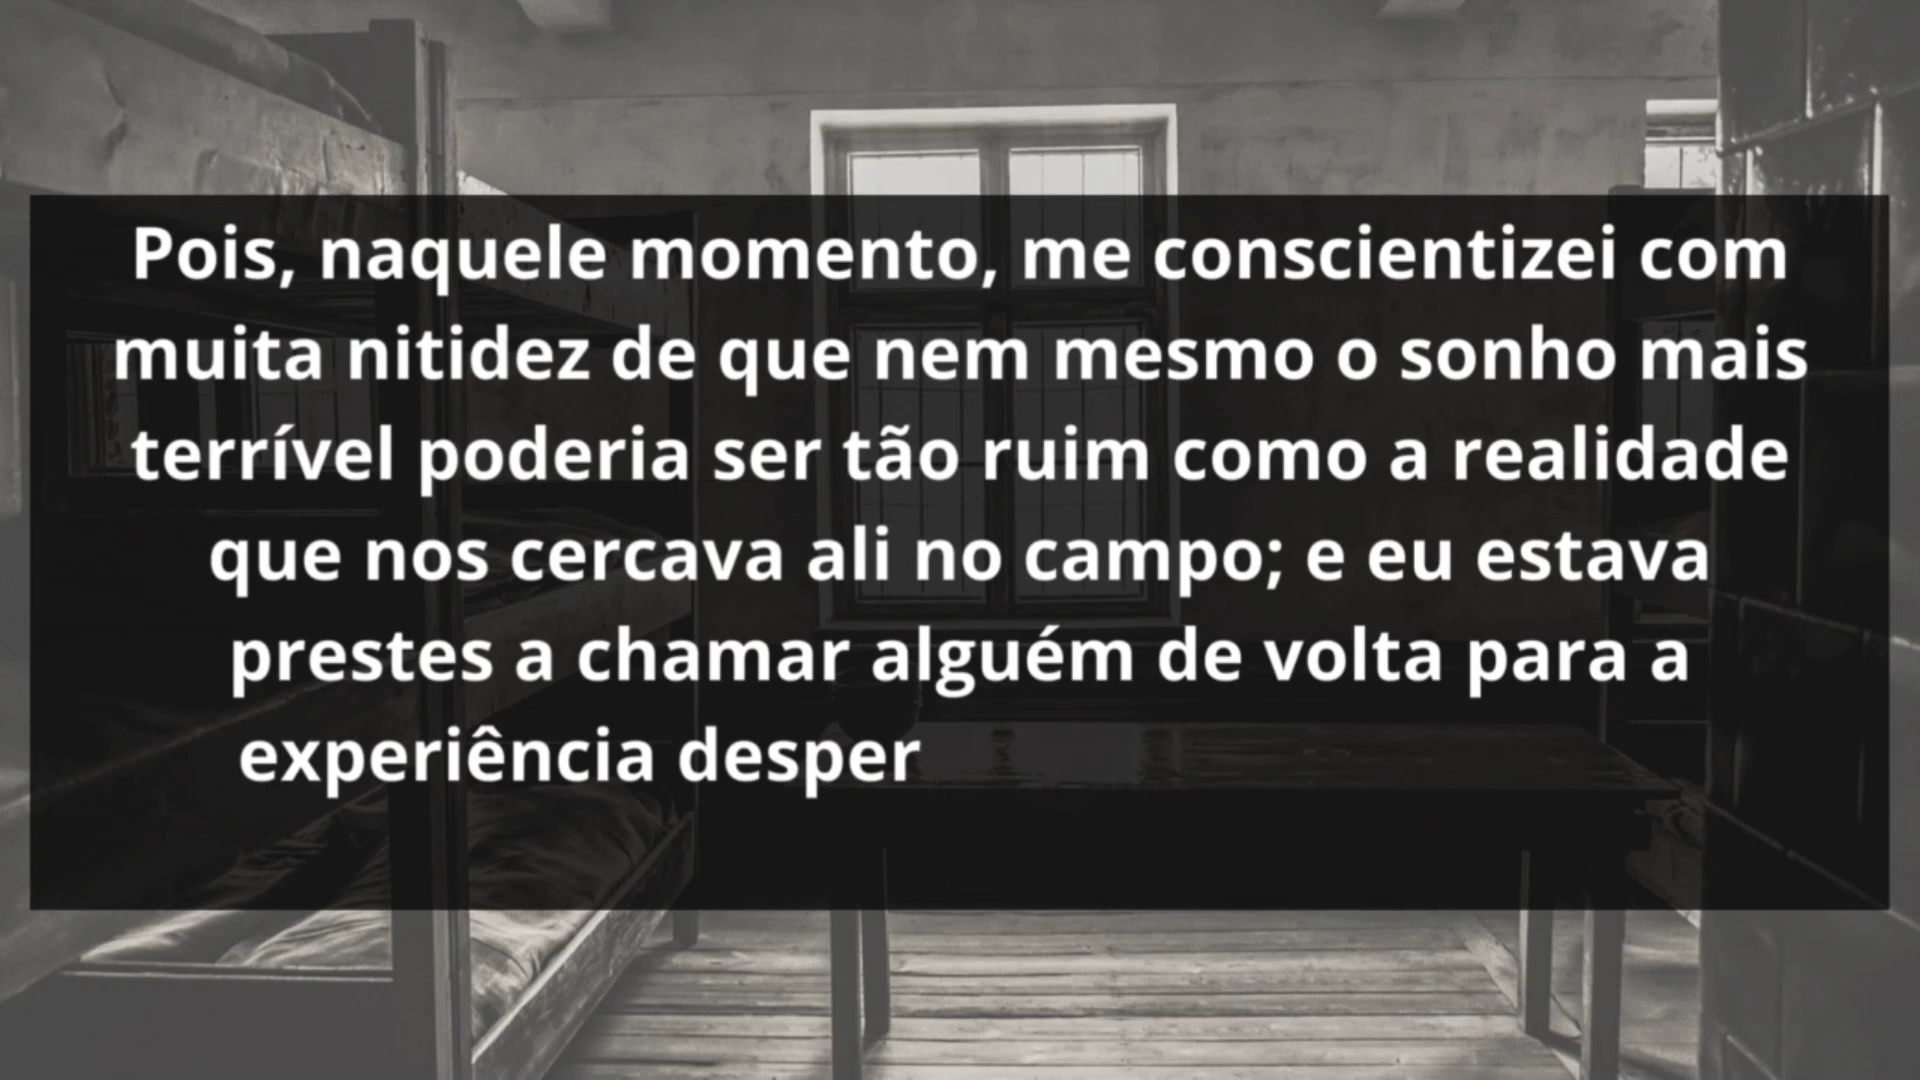 Pois, naquele momento, me conscientizei com
muita nitidez de que nem mesmo o sonho mais
terrível poderia ser tão ruim como a realidade
que nos cercava ali no campo; e eu estava
prestes a chamar alguém de volta para a
experiência desper